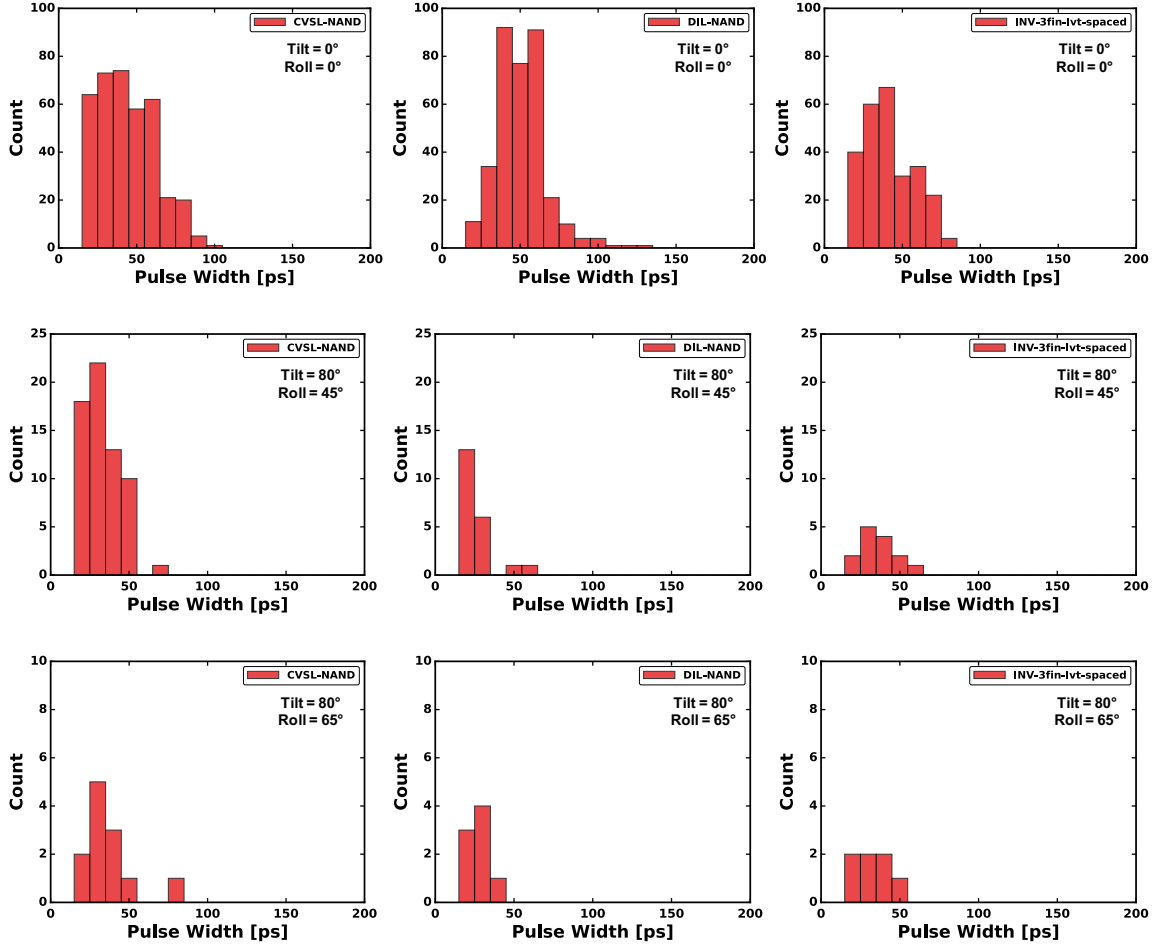 CVSL-NAND
Tilt = 0°
Roll = 0°
Count
100
80
60
40
20
0
0 50 100 150 200
Pulse Width [ps]
DIL-NAND
Tilt = 0°
Roll = 0°
Count
100
80
60
40
20
0
0 50 100 150 200
Pulse Width [ps]
INV-3fin-lvt-spaced
Tilt = 0°
Roll = 0°
Count
100
80
60
40
20
0
0 50 100 150 200
Pulse Width [ps]
CVSL-NAND
Tilt = 80°
Roll = 45°
Count
25
20
15
10
5
0
0 50 100 150 200
Pulse Width [ps]
DIL-NAND
Tilt = 80°
Roll = 45°
Count
25
20
15
10
5
0
0 50 100 150 200
Pulse Width [ps]
INV-3fin-lvt-spaced
Tilt = 80°
Roll = 45°
Count
25
20
15
10
5
0
0 50 100 150 200
Pulse Width [ps]
CVSL-NAND
Tilt = 80°
Roll = 65°
Count
10
8
6
4
2
0
0 50 100 150 200
Pulse Width [ps]
DIL-NAND
Tilt = 80°
Roll = 65°
Count
10
8
6
4
2
0
0 50 100 150 200
Pulse Width [ps]
INV-3fin-lvt-spaced
Tilt = 80°
Roll = 65°
Count
10
8
6
4
2
0
0 50 100 150 200
Pulse Width [ps]